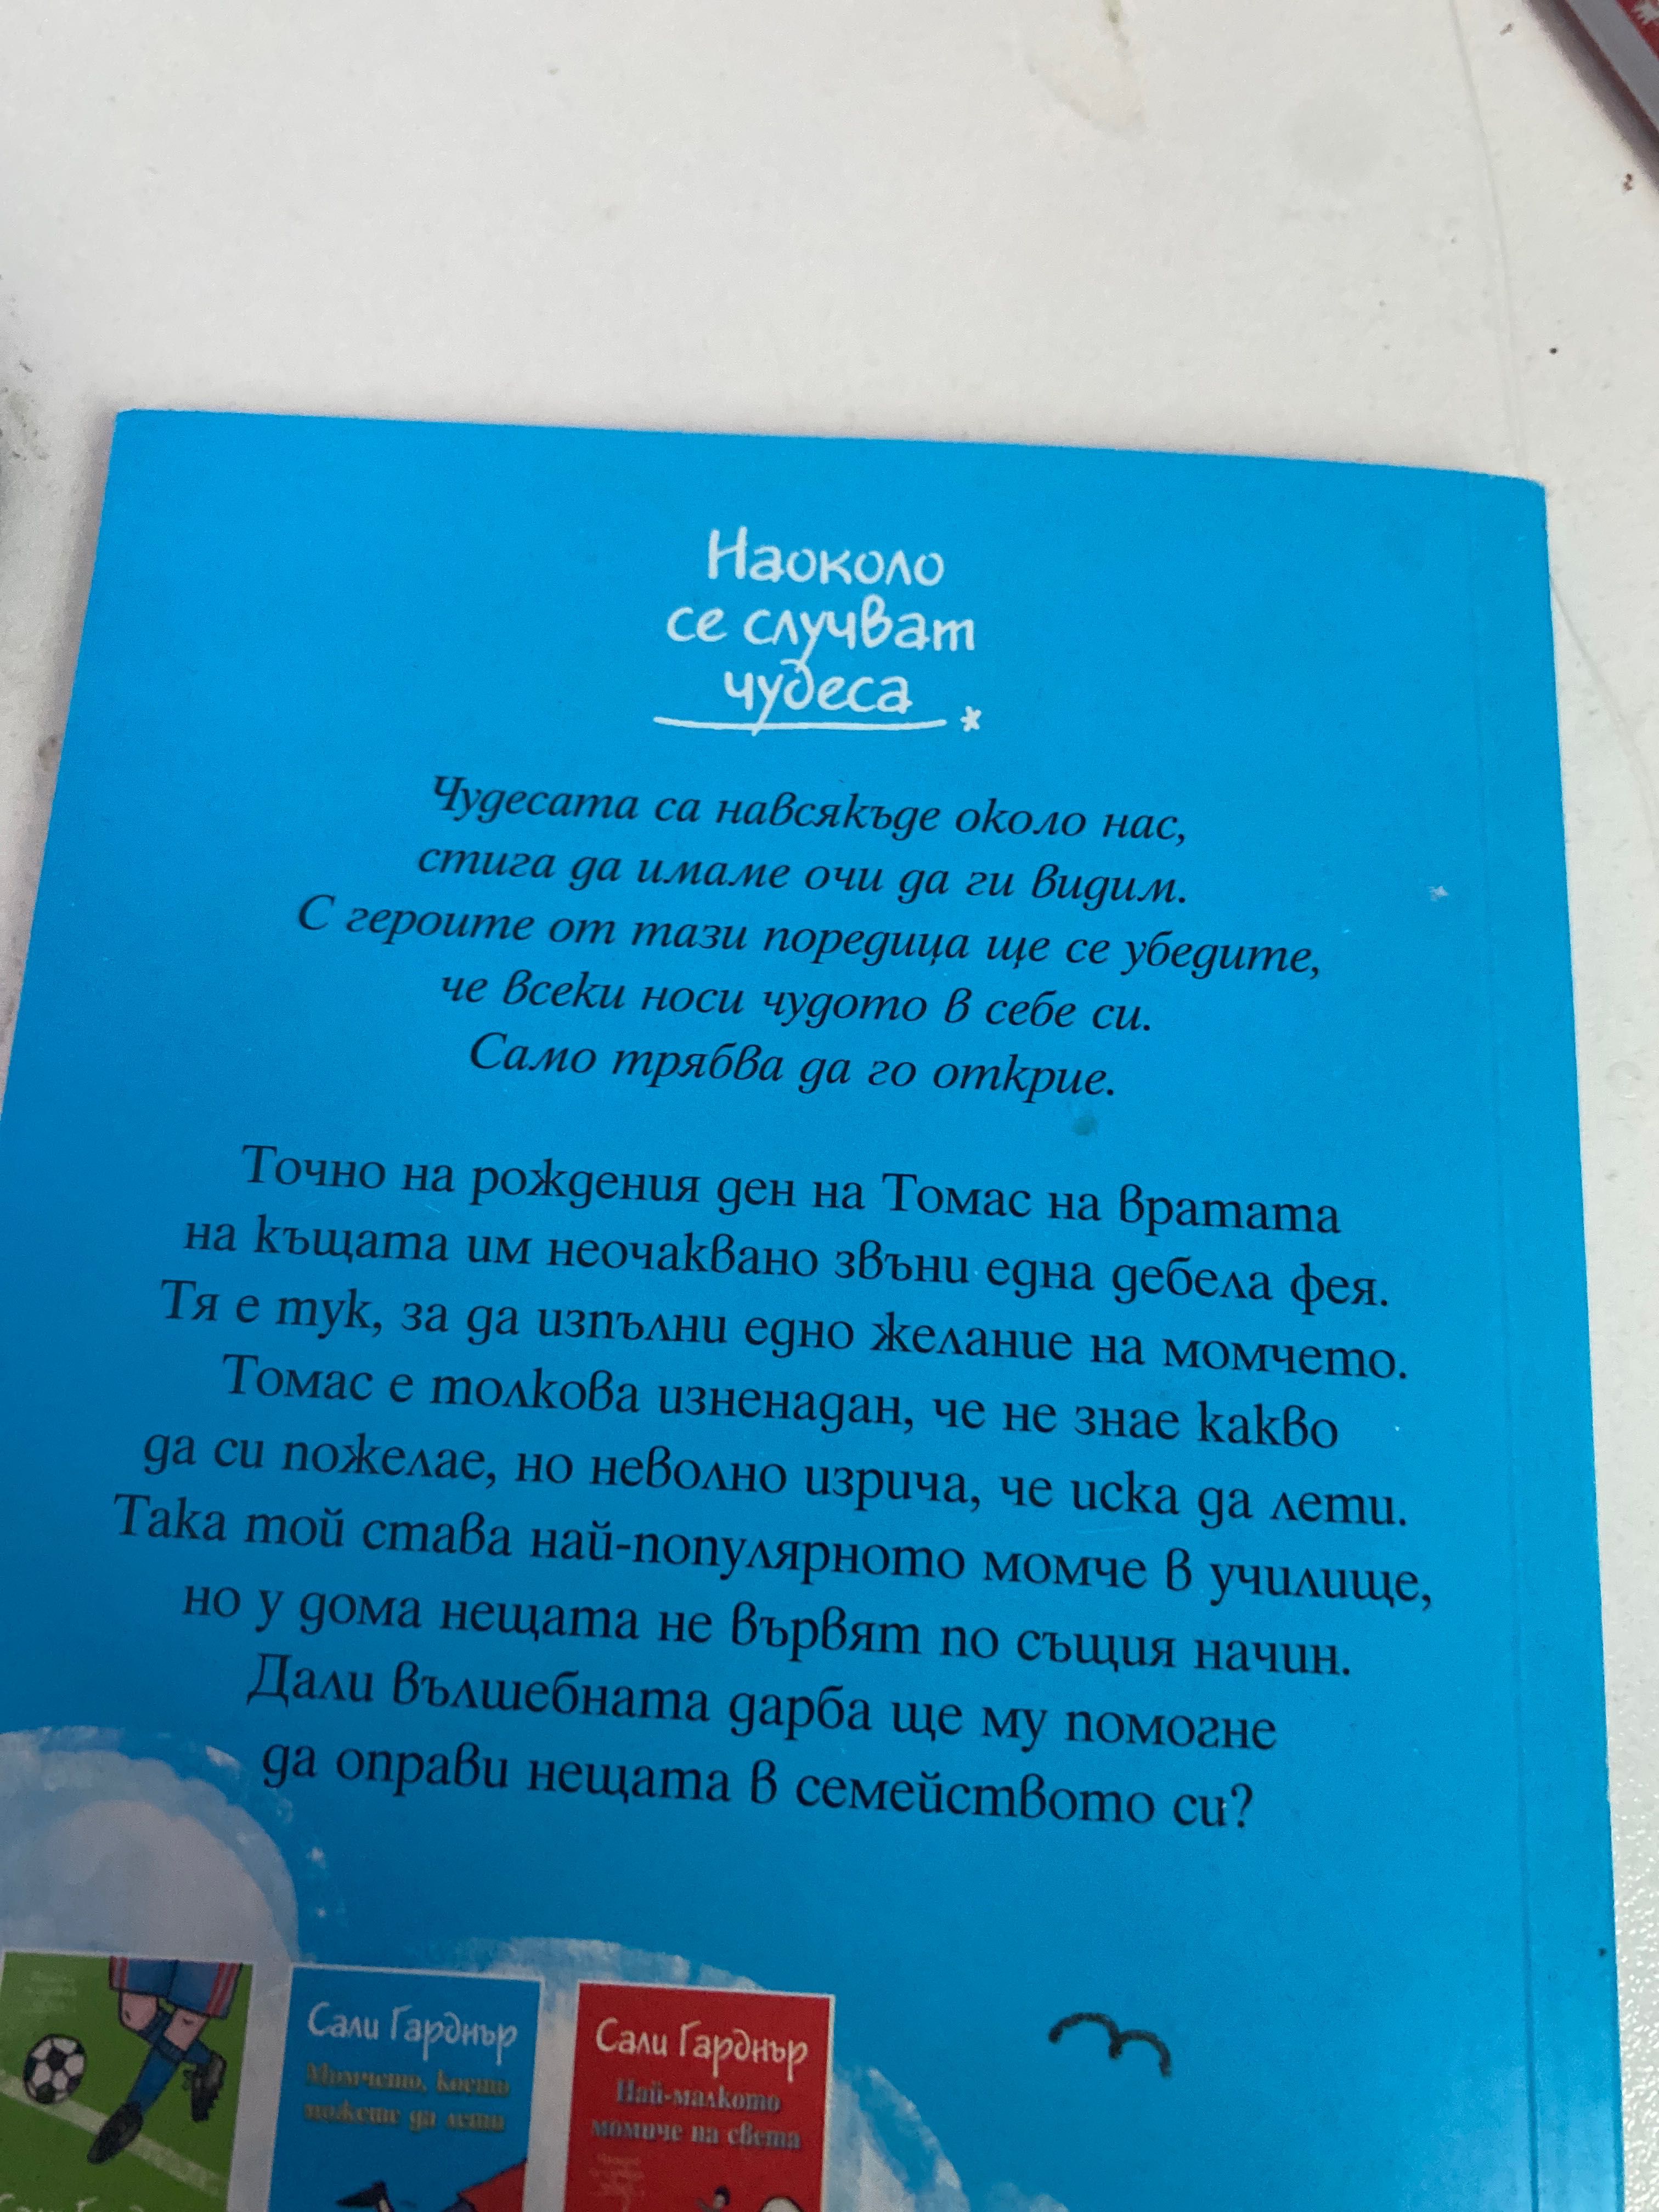 Наоколо
се случват
чудеса
Чудесата са навсякъде около нас,
стига да имаме очи да ги видим.
С героите от тази поредица ще се убедите,
че всеки носи чудото в себе си.
Само трябва да го открие.
Точно на рождения ден на Томас на вратата
на къщата им неочаквано звъни една дебела фея.
Тя е тук, за да изпълни едно желание на момчето.
Томас е толкова изненадан, че не знае какво
да си пожелае, но неволно изрича, че иска да лети.
Така той става най-популярното момче в училище,
но у дома нещата не вървят по същия начин.
Дали вълшебната дарба ще му помогне
да оправи нещата в семейството си?
Сали Гарднър
Момчето, което
можеше да лети
Сали Гарднър
Най-малкото
момиче на света